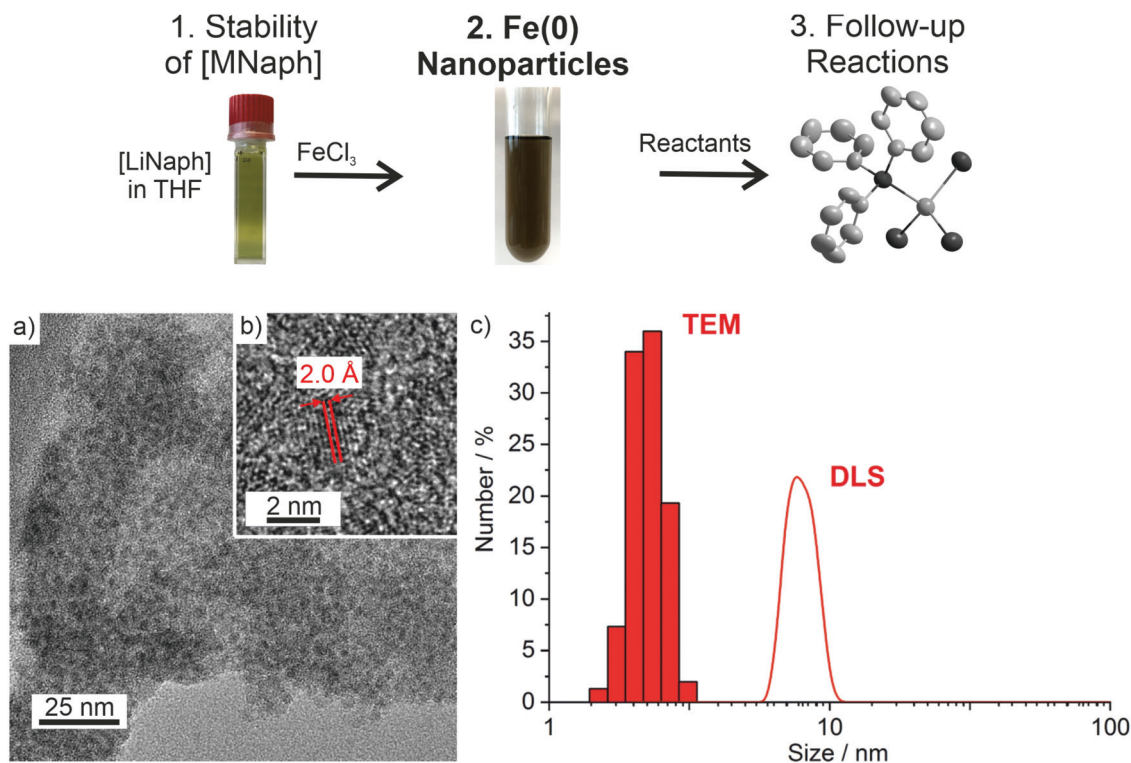 1. Stability
of [MNaph]
2. Fe(0)
Nanoparticles
3. Follow-up
Reactions
[LiNaph]
in THF
FeCl₃
Reactants
a)
25 nm
b)
2.0 Å
2 nm
c)
TEM
DLS
Number / %
35
30
25
20
15
10
5
0
1
10
100
Size / nm